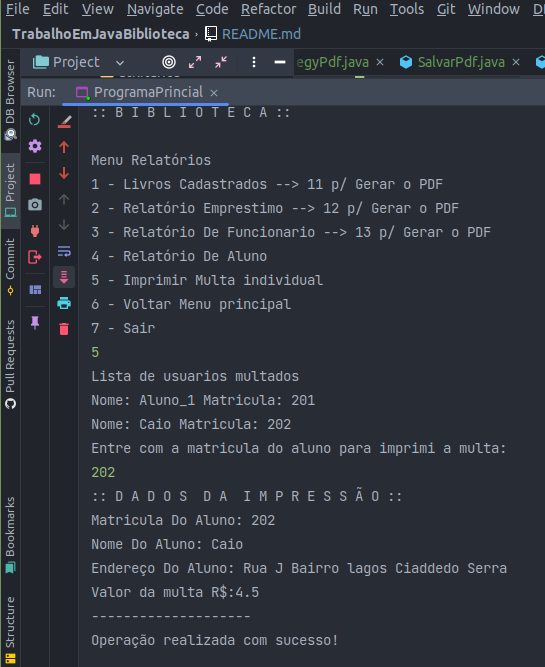 File Edit View Navigate Code Refactor Build Run Tools Git Window D
TrabalhoEmJavaBiblioteca › README.md
Project
egyPdf.java × SalvarPdf.java ×
Run: ProgramaPrincial ×
:: B I B L I O T E C A ::
Menu Relatórios
1 - Livros Cadastrados --> 11 p/ Gerar o PDF
2 - Relatório Emprestimo --> 12 p/ Gerar o PDF
3 - Relatório De Funcionario --> 13 p/ Gerar o PDF
4 - Relatório De Aluno
5 - Imprimir Multa individual
6 - Voltar Menu principal
7 - Sair
5
Lista de usuarios multados
Nome: Aluno_1 Matricula: 201
Nome: Caio Matricula: 202
Entre com a matricula do aluno para imprimi a multa:
202
:: D A D O S  D A  I M P R E S S Ã O ::
Matricula Do Aluno: 202
Nome Do Aluno: Caio
Endereço Do Aluno: Rua J Bairro lagos Ciaddedo Serra
Valor da multa R$:4.5
--------------------
Operação realizada com sucesso!
DB Browser
Project
Commit
Pull Requests
Bookmarks
Structure